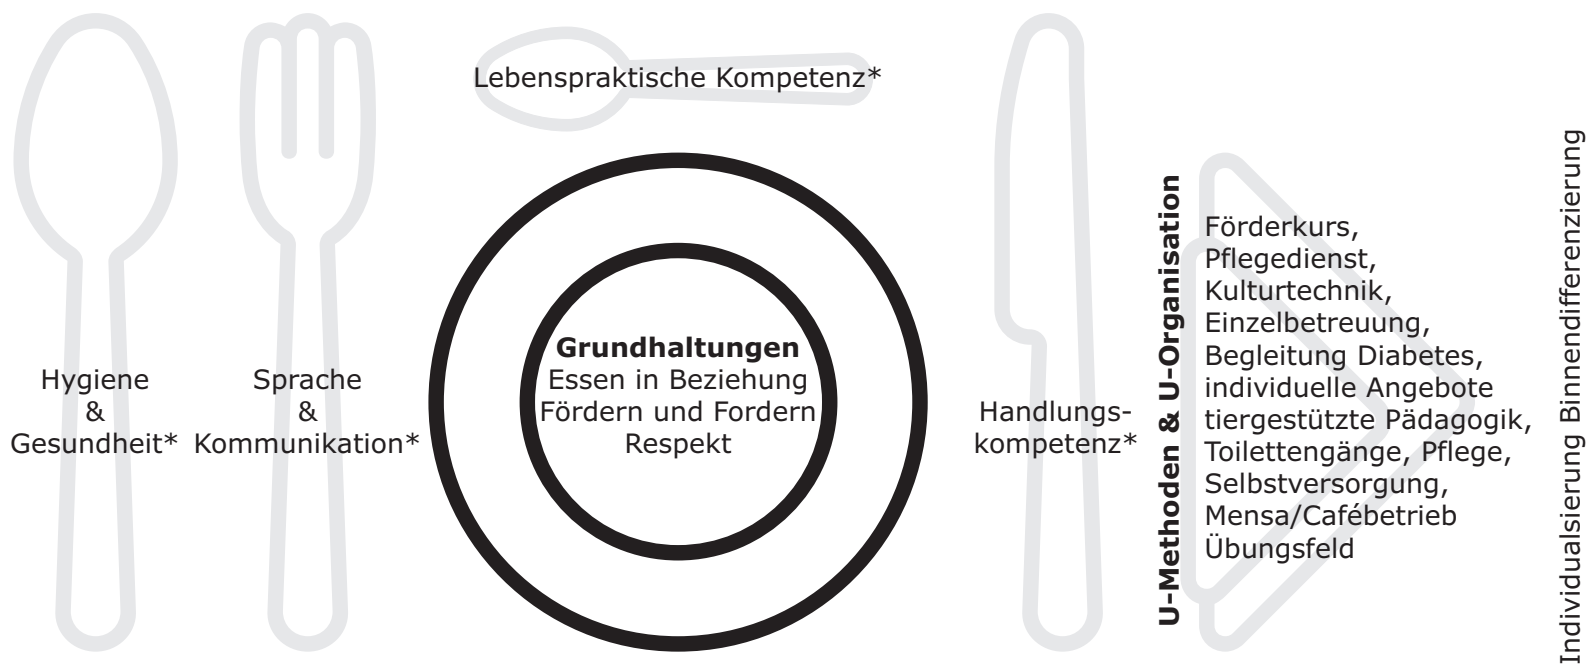 Lebenspraktische Kompetenz*
Hygiene
&
Gesundheit*
Sprache
&
Kommunikation*
Grundhaltungen
Essen in Beziehung
Fördern und Fordern
Respekt
Handlungs-
kompetenz*
U-Methoden & U-Organisation
Förderkurs,
Pflegedienst,
Kulturtechnik,
Einzelbetreuung,
Begleitung Diabetes,
individuelle Angebote
tiergestützte Pädagogik,
Toilettengänge, Pflege,
Selbstversorgung,
Mensa/Cafébetrieb
Übungsfeld
Individualsierung Binnendifferenzierung